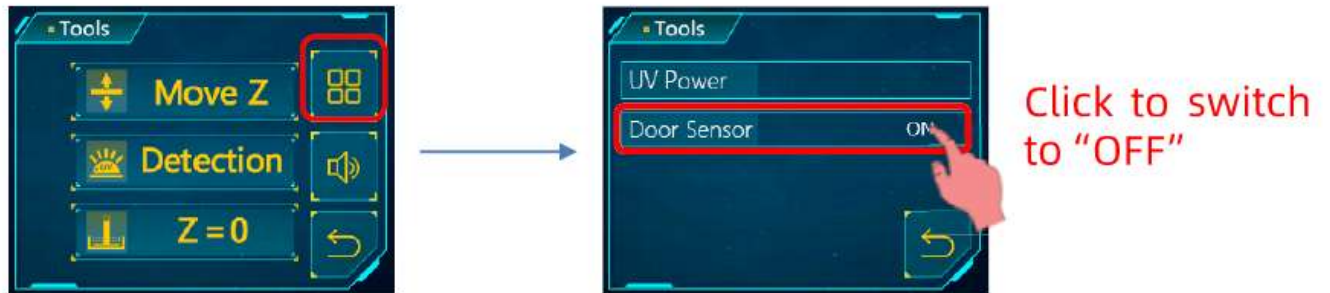 Tools
Move Z
Detection
Z = 0
Tools
UV Power
Door Sensor ON
Click to switch
to “OFF”